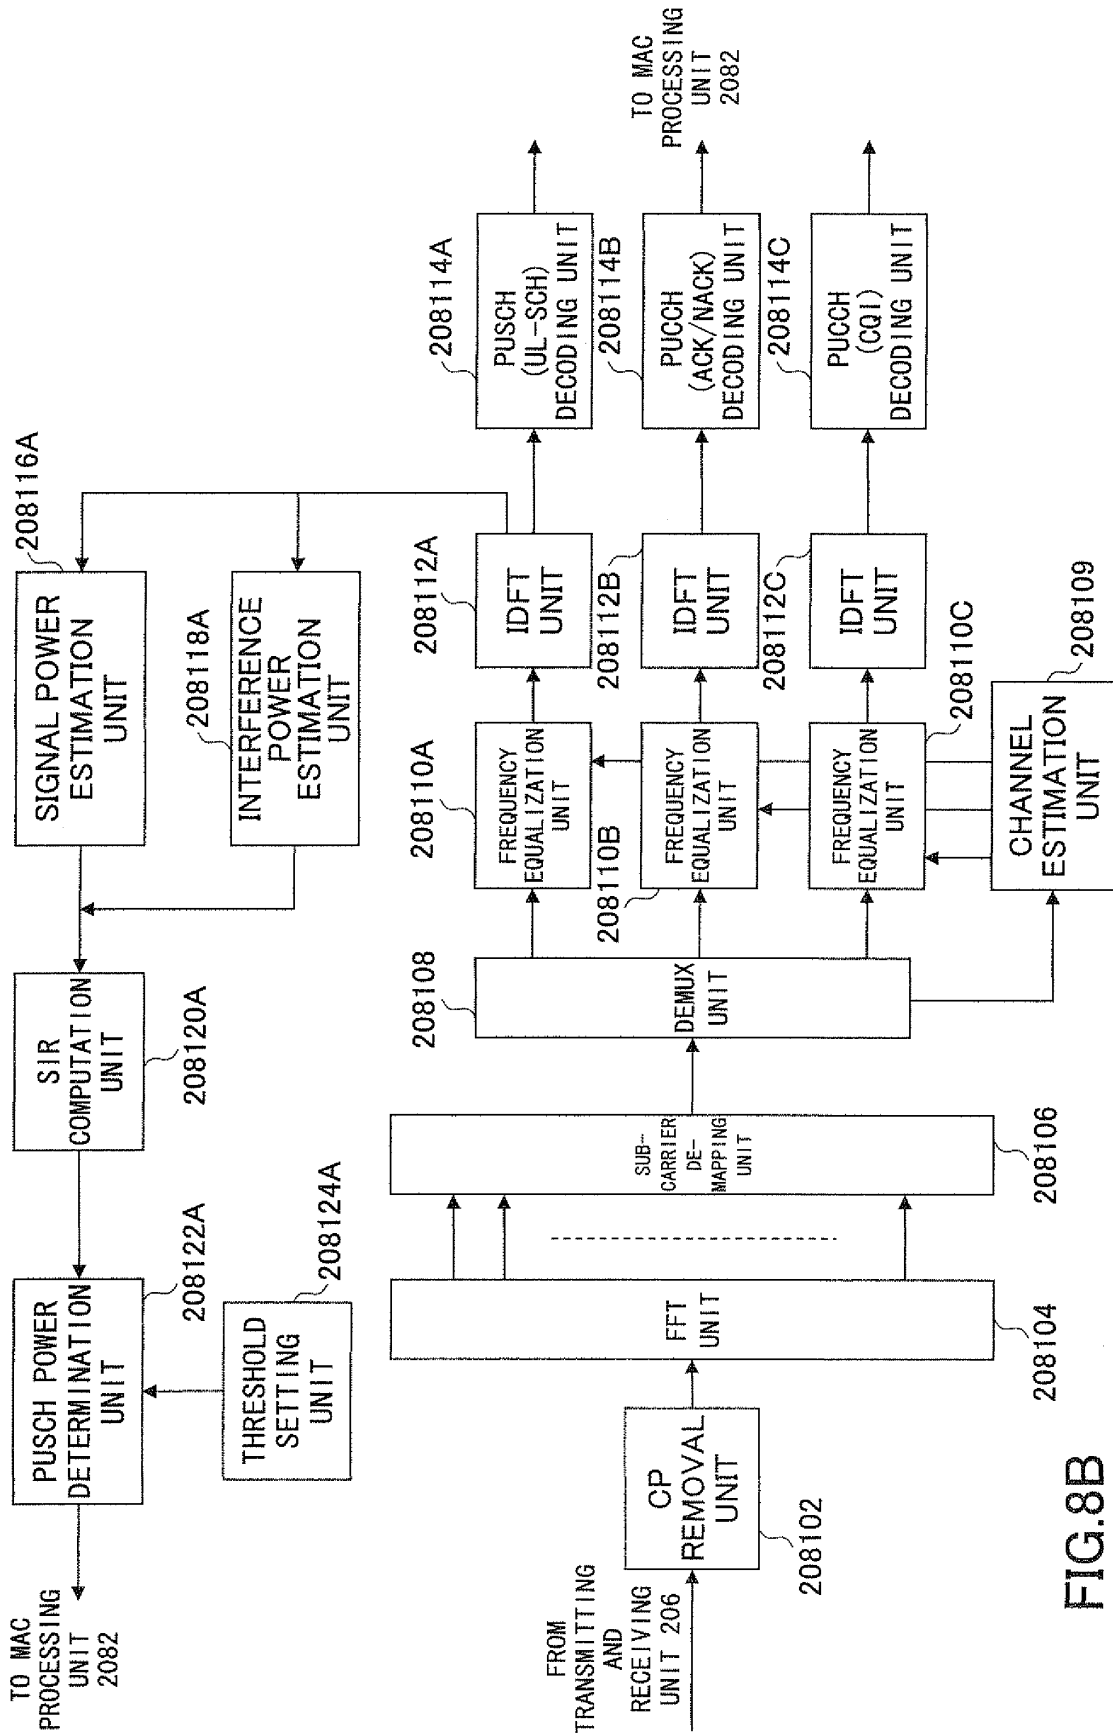 TO MAC
PROCESSING
UNIT
2082
PUSCH POWER
DETERMINATION
UNIT
208122A
THRESHOLD
SETTING
UNIT
208124A
SIR
COMPUTATION
UNIT
208120A
SIGNAL POWER
ESTIMATION
UNIT
208116A
INTERFERENCE
POWER
ESTIMATION
UNIT
208118A
FROM
TRANSMITTING
AND
RECEIVING
UNIT 206
CP
REMOVAL
UNIT
208102
FFT
UNIT
208104
SUB-
CARRIER
DE-
MAPPING
UNIT
208106
DEMUX
UNIT
208108
FREQUENCY
EQUALIZATION
UNIT
208110A
FREQUENCY
EQUALIZATION
UNIT
208110B
FREQUENCY
EQUALIZATION
UNIT
208110C
CHANNEL
ESTIMATION
UNIT
208109
IDFT
UNIT
208112A
IDFT
UNIT
208112B
IDFT
UNIT
208112C
PUSCH
(UL-SCH)
DECODING UNIT
208114A
PUCCH
(ACK/NACK)
DECODING UNIT
208114B
PUCCH
(CQI)
DECODING UNIT
208114C
TO MAC
PROCESSING
UNIT
2082
FIG.8B